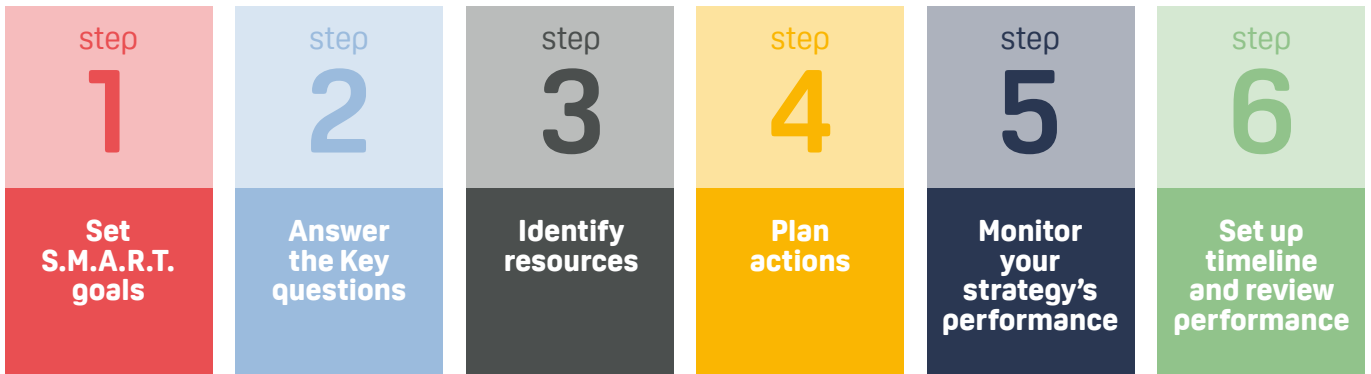 step
1
Set
S.M.A.R.T.
goals
step
2
Answer
the Key
questions
step
3
Identify
resources
step
4
Plan
actions
step
5
Monitor
your
strategy's
performance
step
6
Set up
timeline
and review
performance